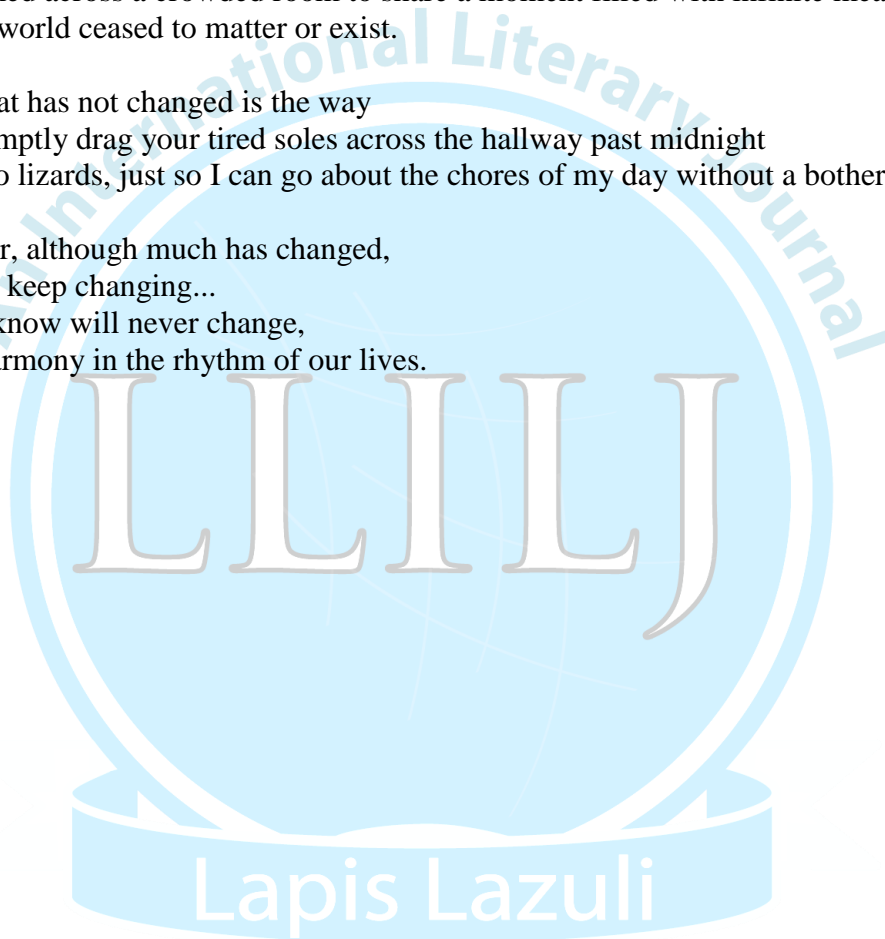 across a crowded room to share a moment filled with infinite
world ceased to matter or exist.
at has not changed is the way
mptly drag your tired soles across the hallway past midnight
o lizards, just so I can go about the chores of my day without a bother
r, although much has changed,
keep changing...
know will never change,
rmony in the rhythm of our lives.
An International Literary Journal
LLILJ
Lapis Lazuli